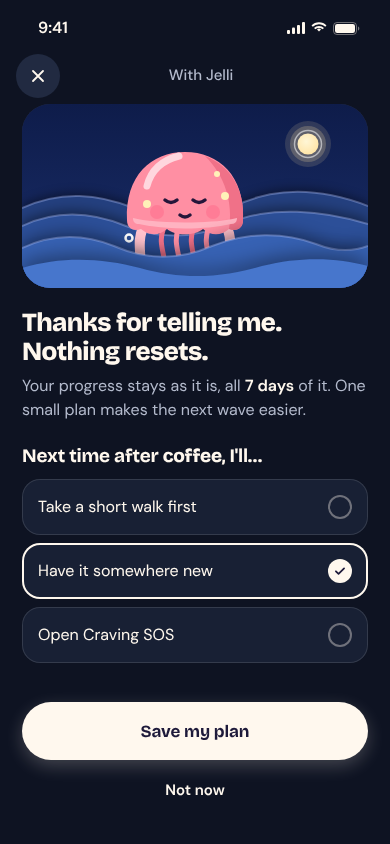 9:41
With Jelli
Thanks for telling me.
Nothing resets.
Your progress stays as it is, all 7 days of it. One
small plan makes the next wave easier.
Next time after coffee, I'll...
Take a short walk first
Have it somewhere new
Open Craving SOS
Save my plan
Not now